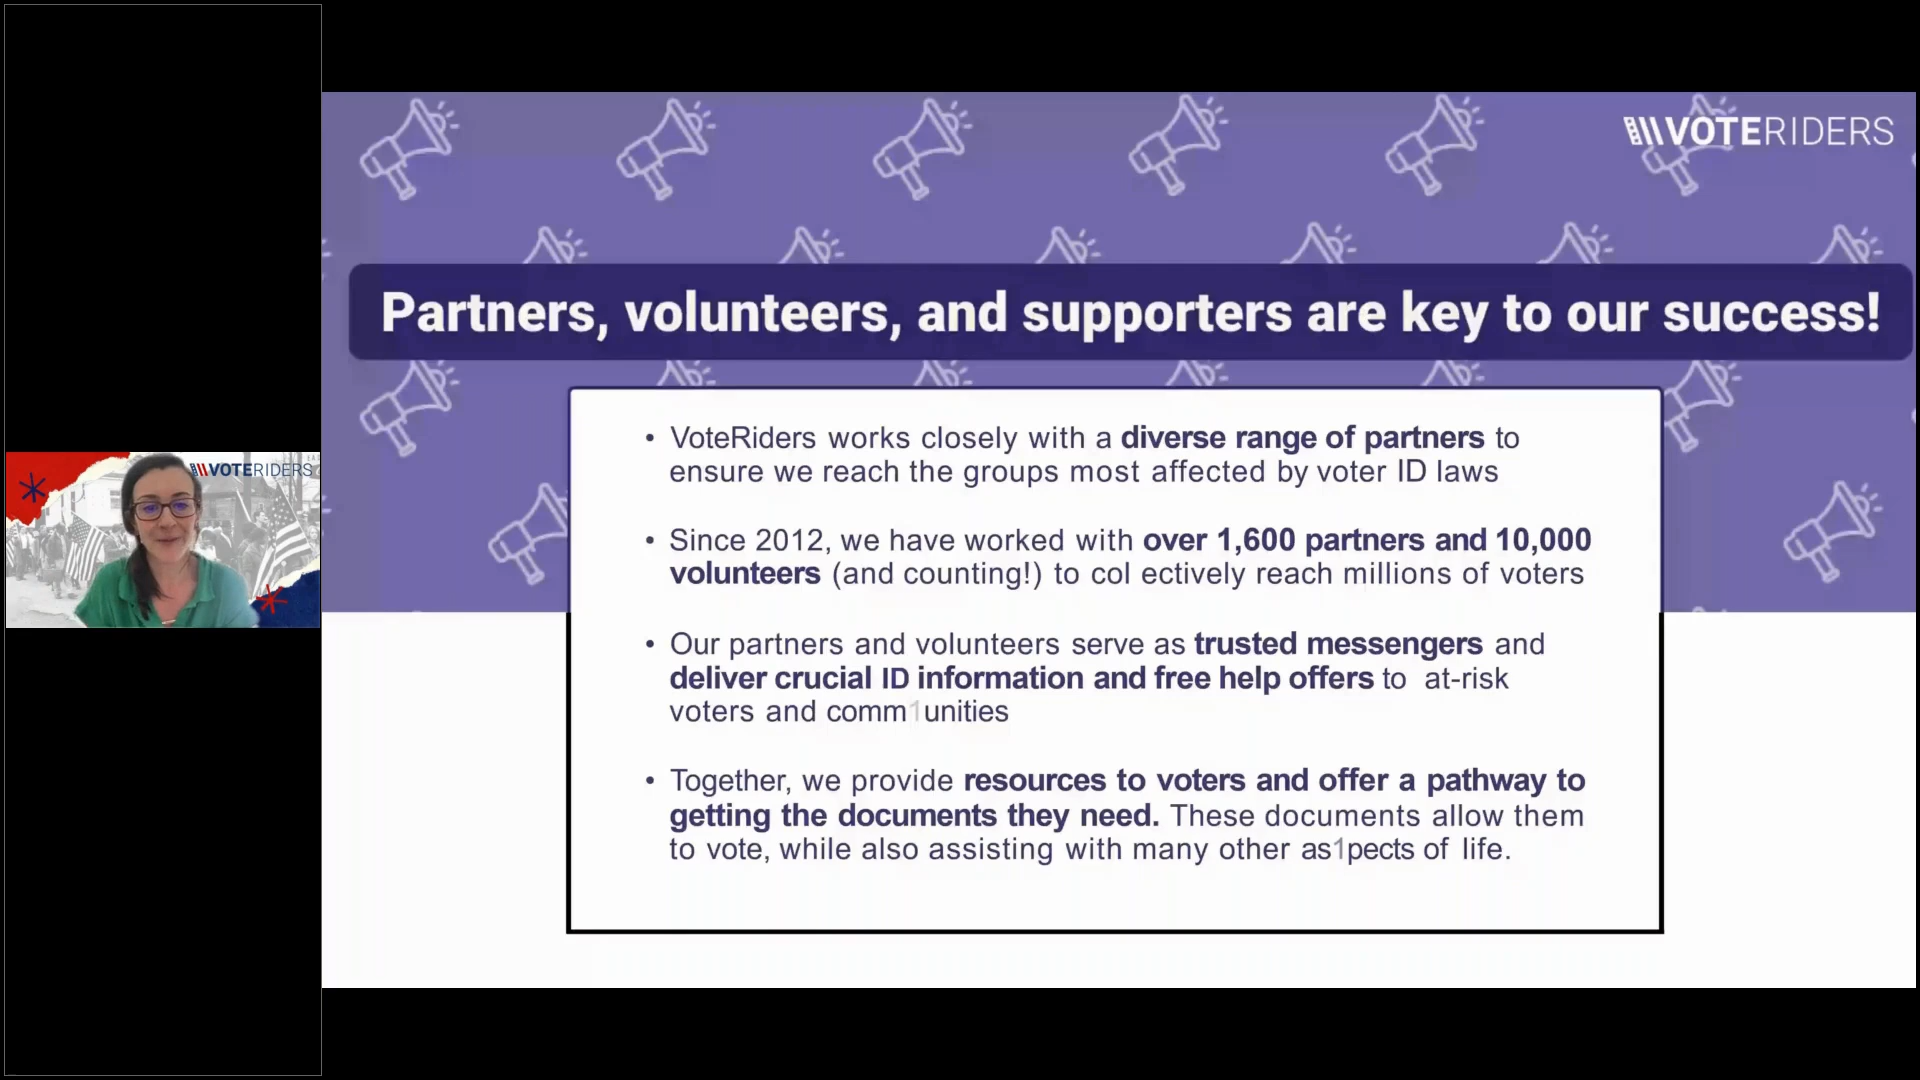 VOTERIDERS
Partners, volunteers, and supporters are key to our success!
VOTERIDERS
• VoteRiders works closely with a diverse range of partners to
ensure we reach the groups most affected by voter ID laws
• Since 2012, we have worked with over 1,600 partners and 10,000
volunteers (and counting!) to col ectively reach millions of voters
• Our partners and volunteers serve as trusted messengers and
deliver crucial ID information and free help offers to at-risk
voters and comm1unities
• Together, we provide resources to voters and offer a pathway to
getting the documents they need. These documents allow them
to vote, while also assisting with many other as1pects of life.